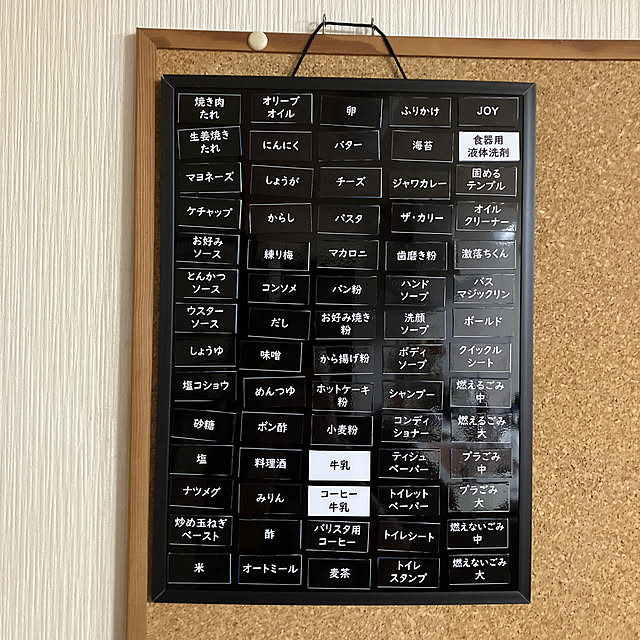 焼き肉
たれ
生姜焼き
たれ
マヨネーズ
ケチャップ
お好み
ソース
とんかつ
ソース
ウスター
ソース
しょうゆ
塩コショウ
砂糖
塩
ナツメグ
炒め玉ねぎ
ペースト
米
オリーブ
オイル
にんにく
しょうが
からし
練り梅
コンソメ
だし
味噌
めんつゆ
ポン酢
料理酒
みりん
酢
オートミール
卵
バター
チーズ
パスタ
マカロニ
パン粉
お好み焼き
粉
から揚げ粉
ホットケーキ
粉
小麦粉
牛乳
コーヒー
牛乳
バリスタ用
コーヒー
麦茶
ふりかけ
海苔
ジャワカレー
ザ・カリー
歯磨き粉
ハンド
ソープ
洗顔
ソープ
ボディ
ソープ
シャンプー
コンディ
ショナー
ティシュ
ペーパー
トイレット
ペーパー
トイレシート
トイレ
スタンプ
JOY
食器用
液体洗剤
固める
テンプル
オイル
クリーナー
激落ちくん
バス
マジックリン
ボールド
クイックル
シート
燃えるごみ
中
燃えるごみ
大
プラごみ
中
プラごみ
大
燃えないごみ
中
燃えないごみ
大